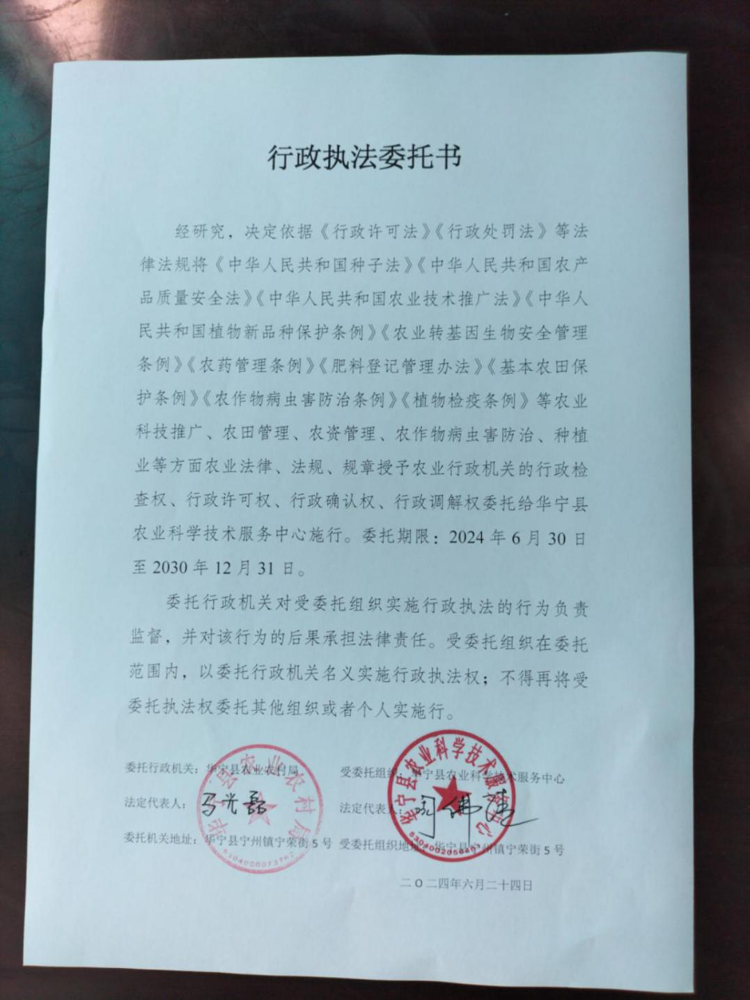 行政执法委托书
经研究，决定依据《行政许可法》《行政处罚法》等法
律法规将《中华人民共和国种子法》《中华人民共和国农产
品质量安全法》《中华人民共和国农业技术推广法》《中华人
民共和国植物新品种保护条例》《农业转基因生物安全管理
条例》《农药管理条例》《肥料登记管理办法》《基本农田保
护条例》《农作物病虫害防治条例》《植物检疫条例》等农业
科技推广、农田管理、农资管理、农作物病虫害防治、种植
业等方面农业法律、法规、规章授予农业行政机关的行政检
查权、行政许可权、行政确认权、行政调解权委托给华宁县
农业科学技术服务中心施行。委托期限：2024 年 6 月 30 日
至 2030 年 12 月 31 日。
委托行政机关对受委托组织实施行政执法的行为负责
监督，并对该行为的后果承担法律责任。受委托组织在委托
范围内，以委托行政机关名义实施行政执法权；不得再将受
委托执法权委托其他组织或者个人实施行。
委托行政机关：华宁县农业农村局
受委托组织：华宁县农业科学技术服务中心
法定代表人：马光磊
法定代表人：
委托机关地址：华宁县宁州镇宁荣街 5 号
受委托组织地址：华宁县宁州镇宁荣街 5 号
二〇二四年六月二十四日
华宁县农业农村局
华宁县农业科学技术服务中心